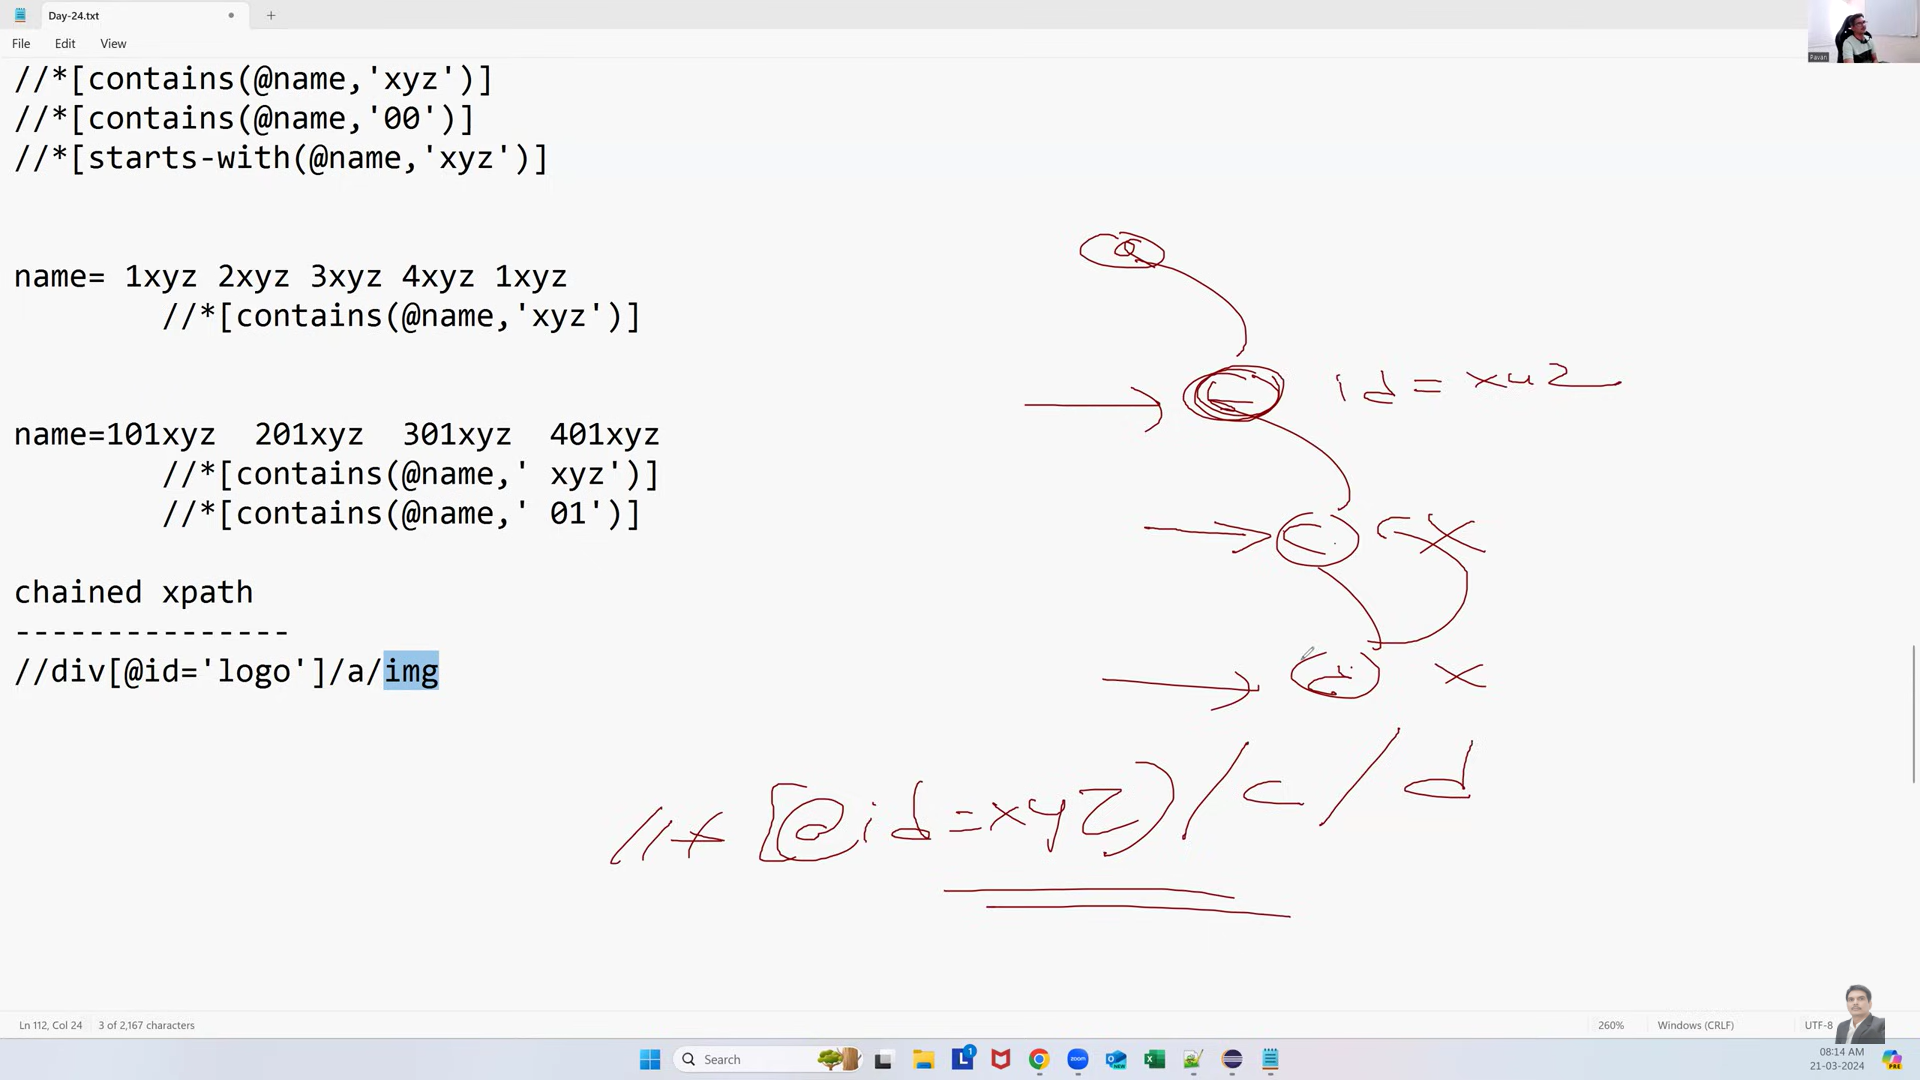 Day-24.txt
File Edit View
Pavan
//*[contains(@name,'xyz')]
//*[contains(@name,'00')]
//*[starts-with(@name,'xyz')]
name= 1xyz 2xyz 3xyz 4xyz 1xyz
//*[contains(@name,'xyz')]
name=101xyz 201xyz 301xyz 401xyz
//*[contains(@name,' xyz')]
//*[contains(@name,' 01')]
chained xpath
---------------
//div[@id='logo']/a/img
id = xyz
X
X
//* [@id=xyz]/c/d
Ln 112, Col 24 3 of 2,167 characters 260% Windows (CRLF) UTF-8
Search
08:14 AM
21-03-2024